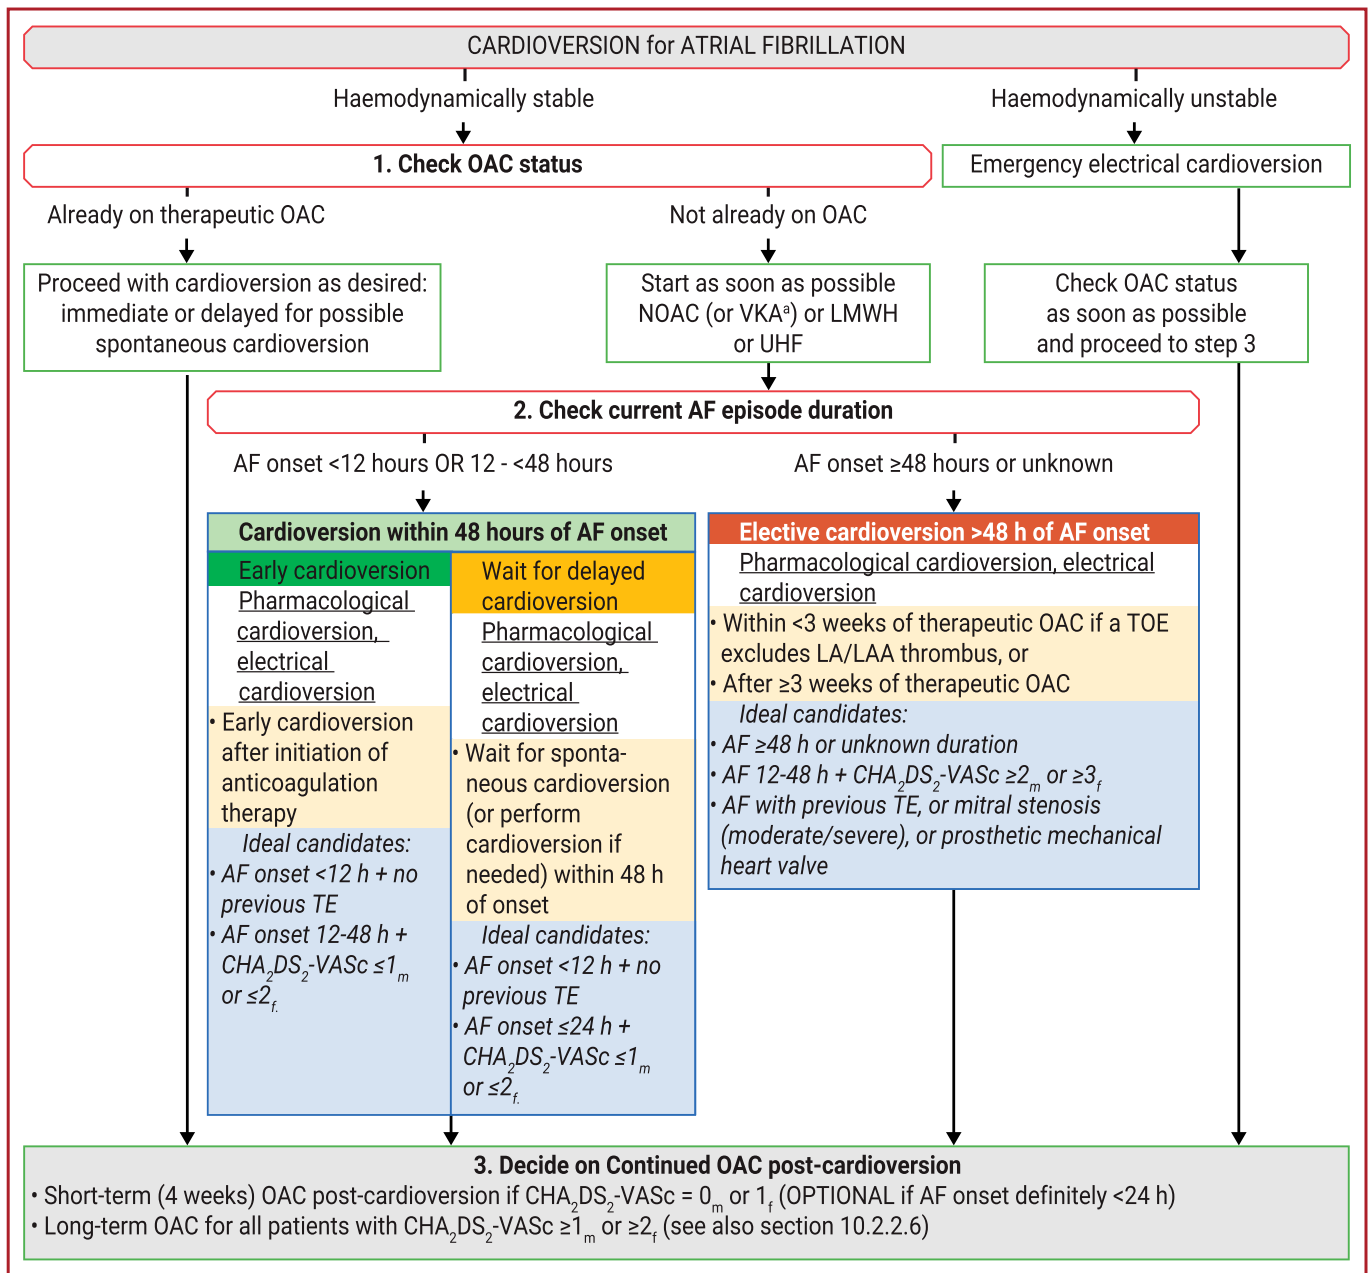 CARDIOVERSION for ATRIAL FIBRILLATION
Haemodynamically stable
Haemodynamically unstable
1. Check OAC status
Emergency electrical cardioversion
Already on therapeutic OAC
Not already on OAC
Proceed with cardioversion as desired:
immediate or delayed for possible
spontaneous cardioversion
Start as soon as possible
NOAC (or VKAᵃ) or LMWH
or UHF
Check OAC status
as soon as possible
and proceed to step 3
2. Check current AF episode duration
AF onset <12 hours OR 12 - <48 hours
AF onset ≥48 hours or unknown
Cardioversion within 48 hours of AF onset
Early cardioversion
Pharmacological
cardioversion,
electrical
cardioversion
• Early cardioversion
after initiation of
anticoagulation
therapy
Ideal candidates:
• AF onset <12 h + no
previous TE
• AF onset 12-48 h +
CHA₂DS₂-VASc ≤1ₘ
or ≤2f.
Wait for delayed
cardioversion
Pharmacological
cardioversion,
electrical
cardioversion
• Wait for sponta-
neous cardioversion
(or perform
cardioversion if
needed) within 48 h
of onset
Ideal candidates:
• AF onset <12 h + no
previous TE
• AF onset ≤24 h +
CHA₂DS₂-VASc ≤1ₘ
or ≤2f.
Elective cardioversion >48 h of AF onset
Pharmacological cardioversion, electrical
cardioversion
• Within <3 weeks of therapeutic OAC if a TOE
excludes LA/LAA thrombus, or
• After ≥3 weeks of therapeutic OAC
Ideal candidates:
• AF ≥48 h or unknown duration
• AF 12-48 h + CHA₂DS₂-VASc ≥2ₘ or ≥3f
• AF with previous TE, or mitral stenosis
(moderate/severe), or prosthetic mechanical
heart valve
3. Decide on Continued OAC post-cardioversion
• Short-term (4 weeks) OAC post-cardioversion if CHA₂DS₂-VASc = 0ₘ or 1f (OPTIONAL if AF onset definitely <24 h)
• Long-term OAC for all patients with CHA₂DS₂-VASc ≥1ₘ or ≥2f (see also section 10.2.2.6)